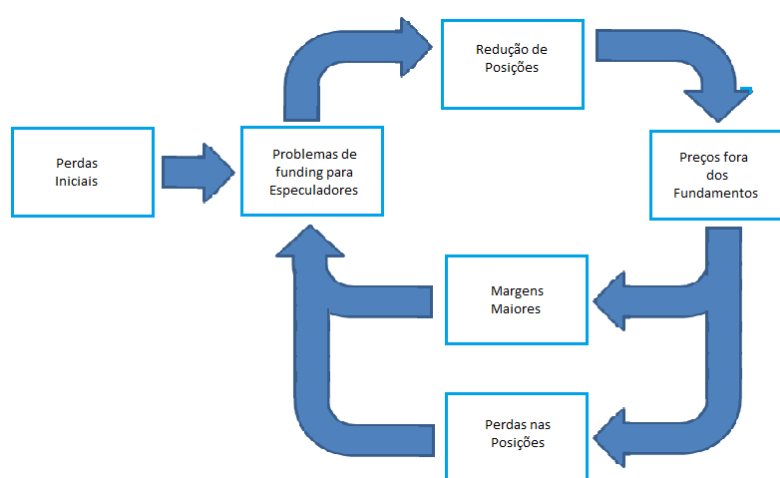 Perdas
Iniciais
Problemas de
funding para
Especuladores
Redução de
Posições
Preços fora
dos
Fundamentos
Margens
Maiores
Perdas nas
Posições